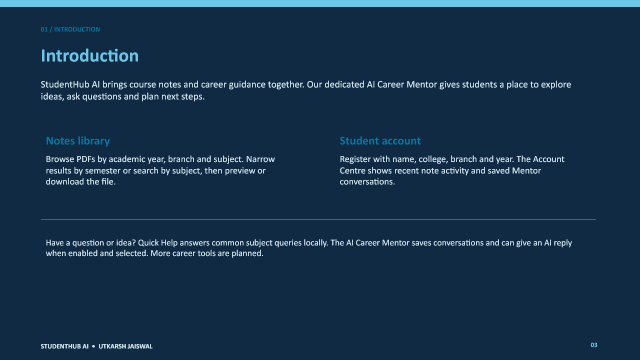 01 / INTRODUCTION
Introduction
StudentHub AI brings course notes and career guidance together. Our dedicated AI Career Mentor gives students a place to explore
ideas, ask questions and plan next steps.
Notes library
Browse PDFs by academic year, branch and subject. Narrow
results by semester or search by subject, then preview or
download the file.
Student account
Register with name, college, branch and year. The Account
Centre shows recent note activity and saved Mentor
conversations.
Have a question or idea? Quick Help answers common subject queries locally. The AI Career Mentor saves conversations and can give an AI reply
when enabled and selected. More career tools are planned.
STUDENTHUB AI • UTKARSH JAISWAL
03